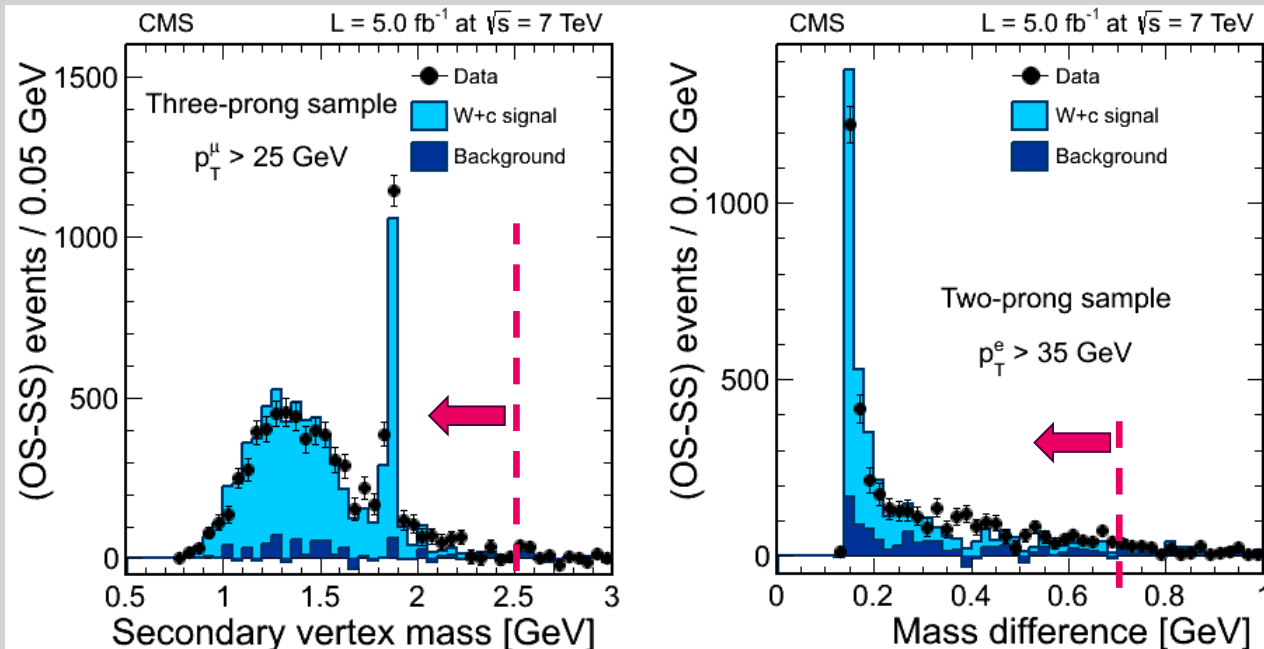 CMS L = 5.0 fb⁻¹ at √s = 7 TeV
(OS-SS) events / 0.05 GeV
1500
1000
500
0
Three-prong sample
p_T^μ > 25 GeV
Data
W+c signal
Background
0.5 1 1.5 2 2.5 3
Secondary vertex mass [GeV]
CMS L = 5.0 fb⁻¹ at √s = 7 TeV
(OS-SS) events / 0.02 GeV
1000
500
0
Data
W+c signal
Background
Two-prong sample
p_T^e > 35 GeV
0 0.2 0.4 0.6 0.8 1
Mass difference [GeV]